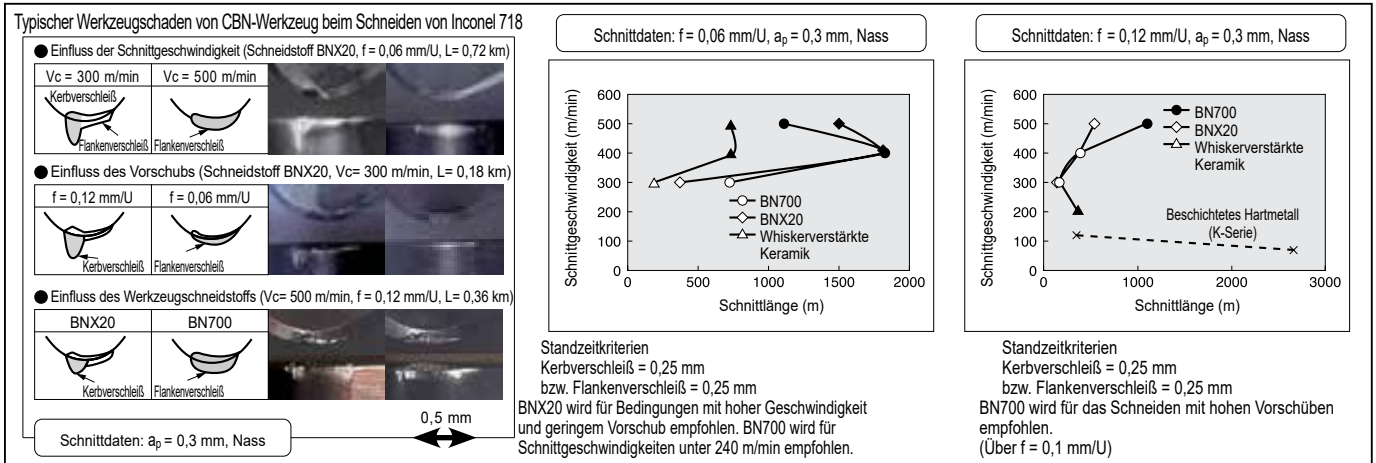 Typischer Werkzeugschaden von CBN-Werkzeug beim Schneiden von Inconel 718
● Einfluss der Schnittgeschwindigkeit (Schneidstoff BNX20, f = 0,06 mm/U, L= 0,72 km)
Vc = 300 m/min
Vc = 500 m/min
Kerbverschleiß
Flankenverschleiß
Flankenverschleiß
● Einfluss des Vorschubs (Schneidstoff BNX20, Vc= 300 m/min, L= 0,18 km)
f = 0,12 mm/U
f = 0,06 mm/U
Kerbverschleiß
Flankenverschleiß
● Einfluss des Werkzeugschneidstoffs (Vc= 500 m/min, f = 0,12 mm/U, L= 0,36 km)
BNX20
BN700
Kerbverschleiß
Flankenverschleiß
Schnittdaten: ap = 0,3 mm, Nass
0,5 mm
Schnittdaten: f = 0,06 mm/U, ap = 0,3 mm, Nass
Schnittgeschwindigkeit (m/min)
600
500
400
300
200
100
0
0
500
1000
1500
2000
BN700
BNX20
Whiskerverstärkte
Keramik
Schnittlänge (m)
Standzeitkriterien
Kerbverschleiß = 0,25 mm
bzw. Flankenverschleiß = 0,25 mm
BNX20 wird für Bedingungen mit hoher Geschwindigkeit
und geringem Vorschub empfohlen. BN700 wird für
Schnittgeschwindigkeiten unter 240 m/min empfohlen.
Schnittdaten: f = 0,12 mm/U, ap = 0,3 mm, Nass
Schnittgeschwindigkeit (m/min)
600
500
400
300
200
100
0
0
1000
2000
3000
BN700
BNX20
Whiskerverstärkte
Keramik
Beschichtetes Hartmetall
(K-Serie)
Schnittlänge (m)
Standzeitkriterien
Kerbverschleiß = 0,25 mm
bzw. Flankenverschleiß = 0,25 mm
BN700 wird für das Schneiden mit hohen Vorschüben
empfohlen.
(Über f = 0,1 mm/U)